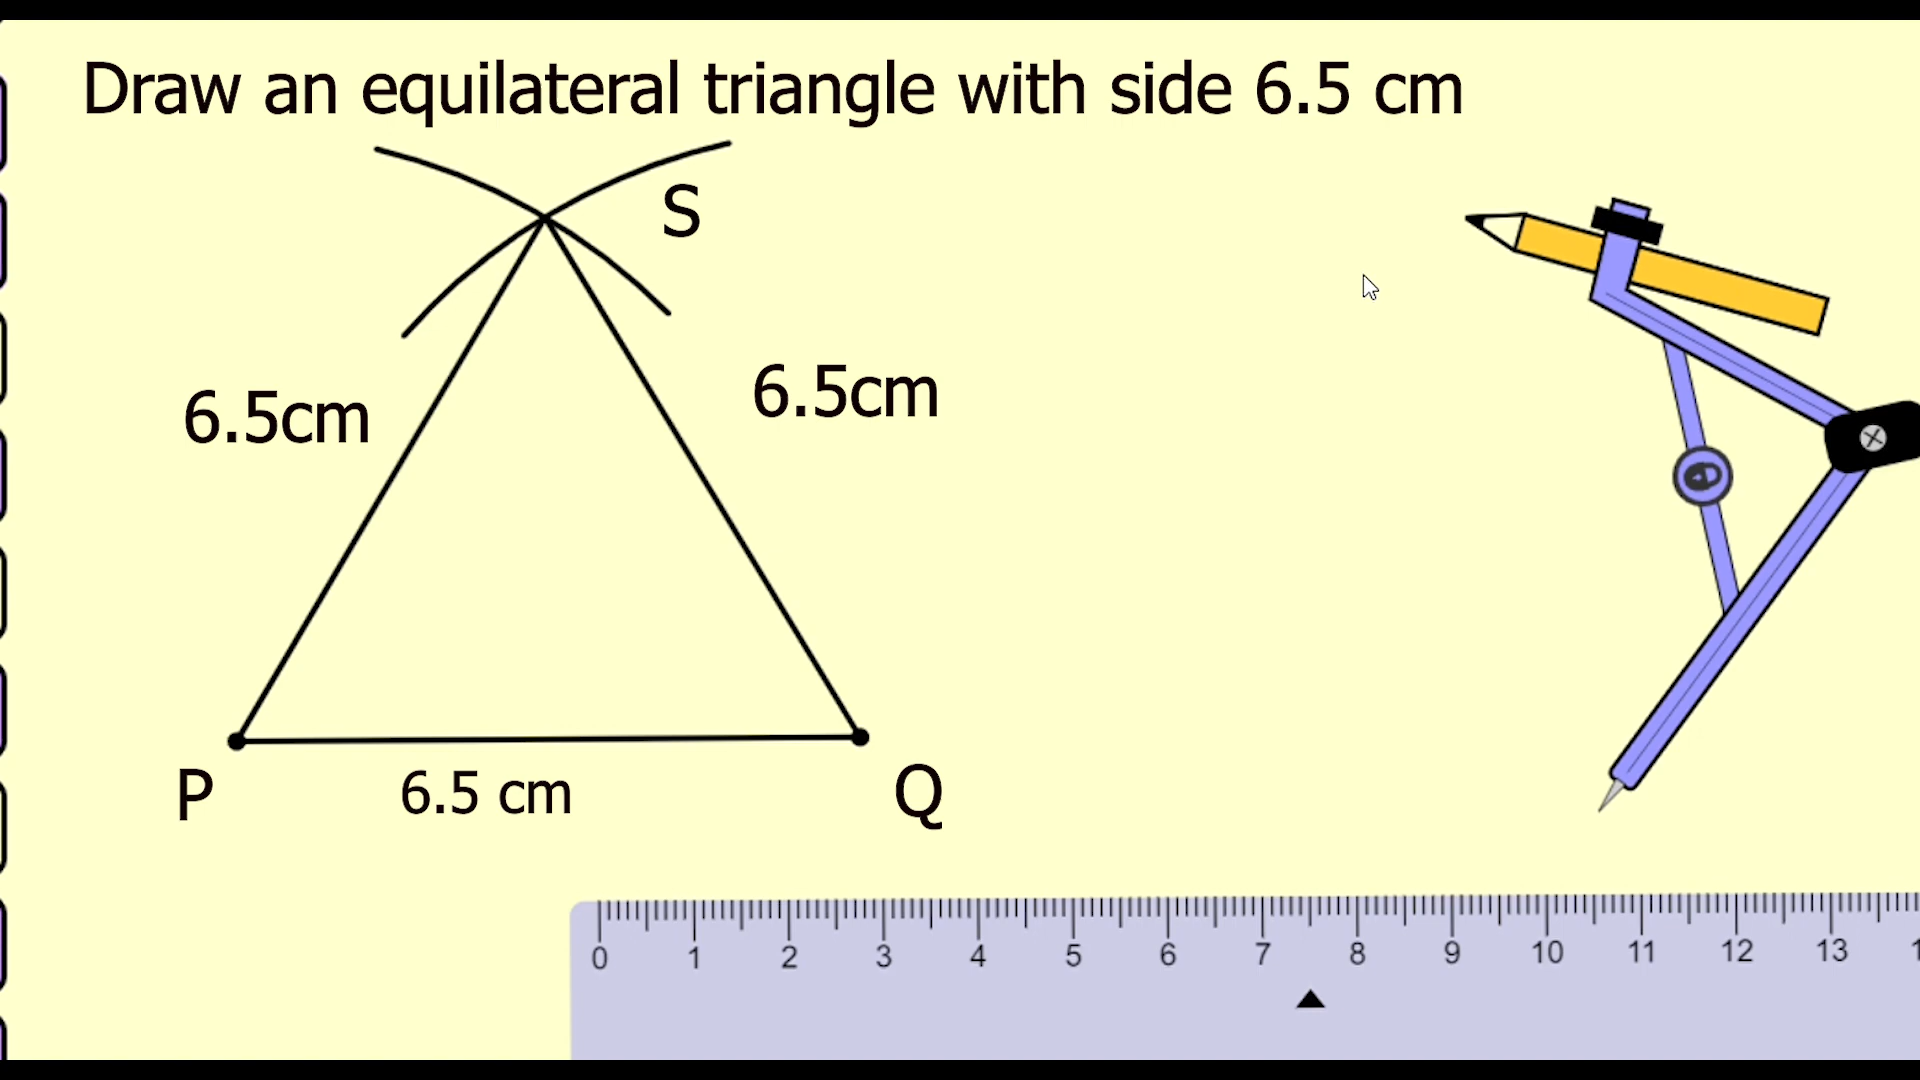 Draw an equilateral triangle with side 6.5 cm
S
6.5cm
6.5cm
P
6.5 cm
Q
0 1 2 3 4 5 6 7 8 9 10 11 12 13